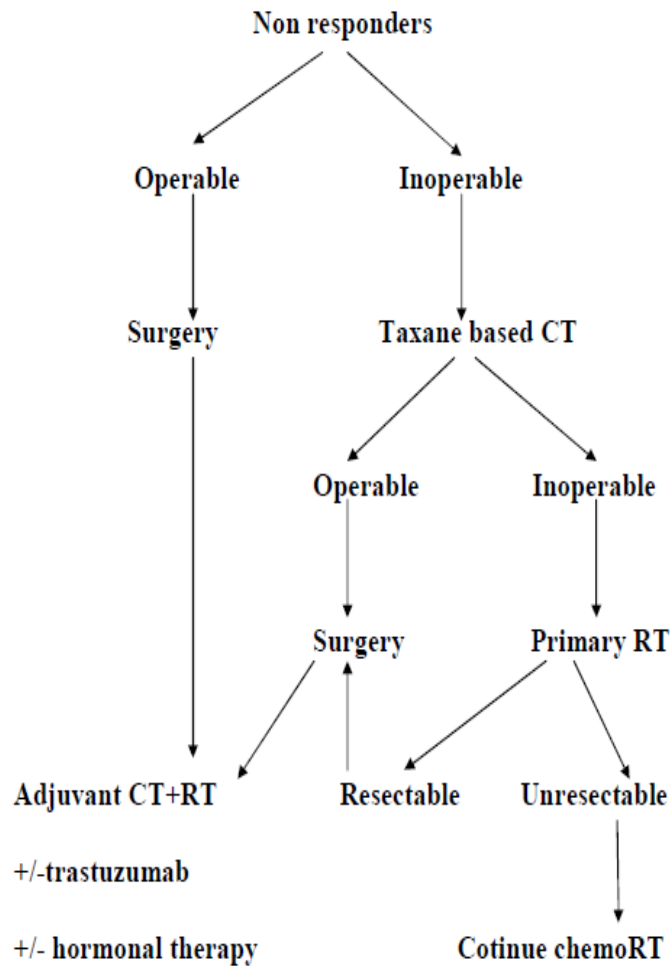 Non responders
Operable Inoperable
Surgery Taxane based CT
Operable Inoperable
Surgery Primary RT
Adjuvant CT+RT Resectable Unresectable
+/-trastuzumab
+/- hormonal therapy Cotinue chemoRT